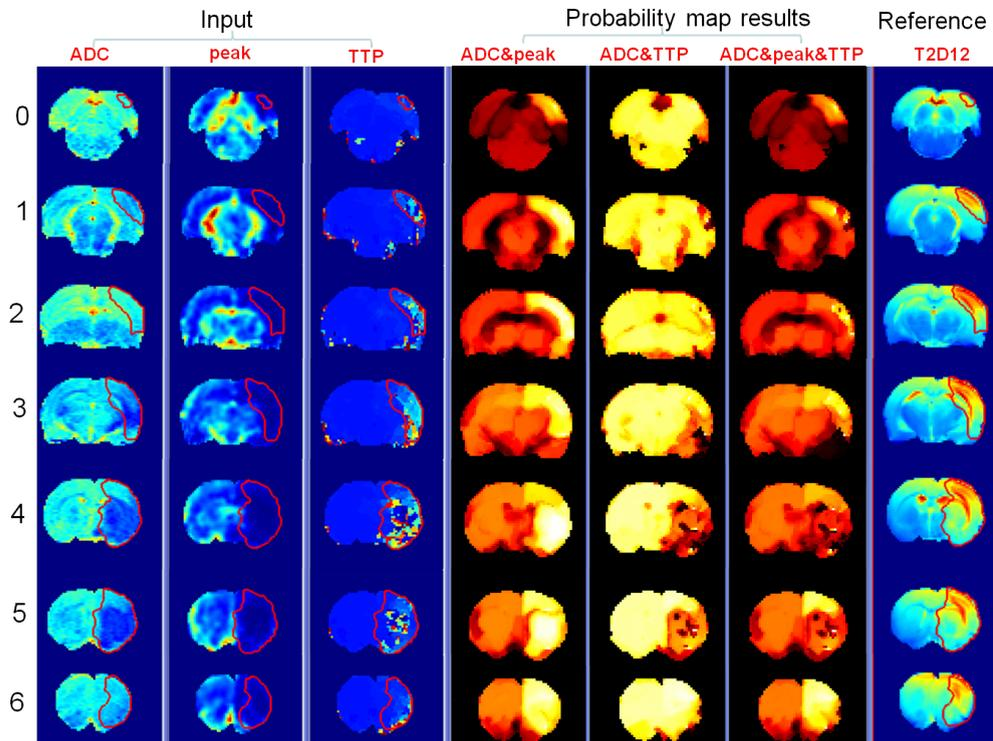 Input
Probability map results
Reference
ADC
peak
TTP
ADC&peak
ADC&TTP
ADC&peak&TTP
T2D12
0
1
2
3
4
5
6